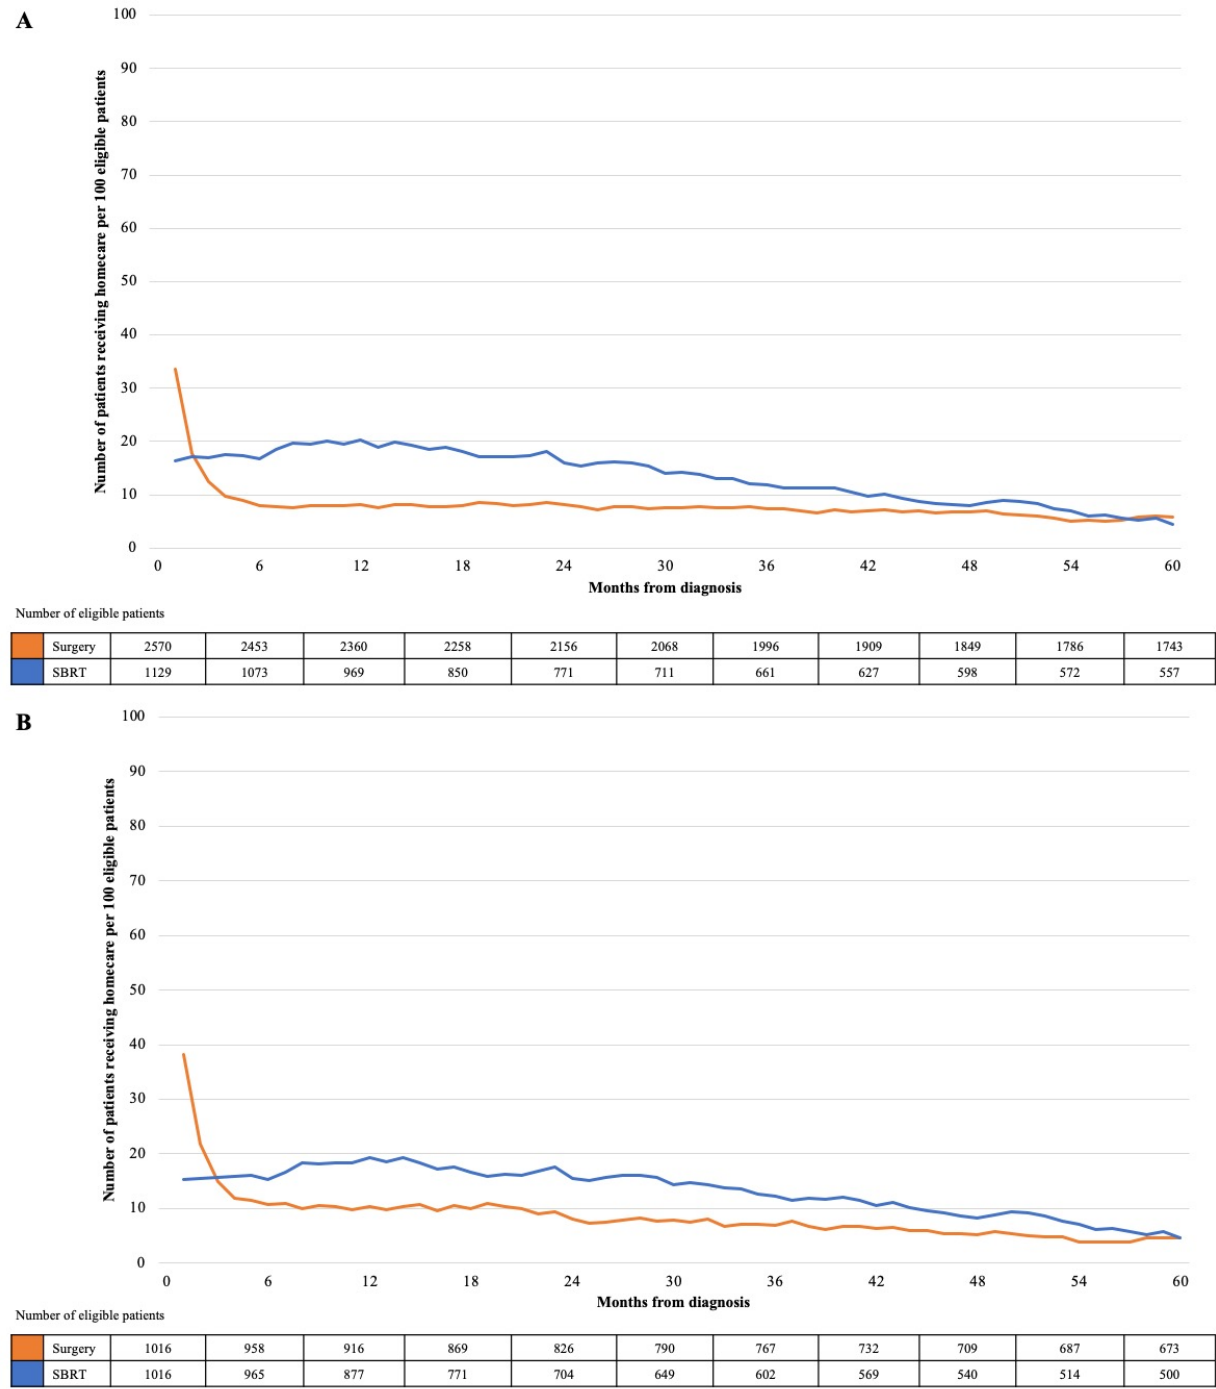 A
Number of patients receiving homecare per 100 eligible patients
100
90
80
70
60
50
40
30
20
10
0
0 6 12 18 24 30 36 42 48 54 60
Months from diagnosis
Number of eligible patients
Surgery 2570 2453 2360 2258 2156 2068 1996 1909 1849 1786 1743
SBRT 1129 1073 969 850 771 711 661 627 598 572 557
B
Number of patients receiving homecare per 100 eligible patients
100
90
80
70
60
50
40
30
20
10
0
0 6 12 18 24 30 36 42 48 54 60
Months from diagnosis
Number of eligible patients
Surgery 1016 958 916 869 826 790 767 732 709 687 673
SBRT 1016 965 877 771 704 649 602 569 540 514 500